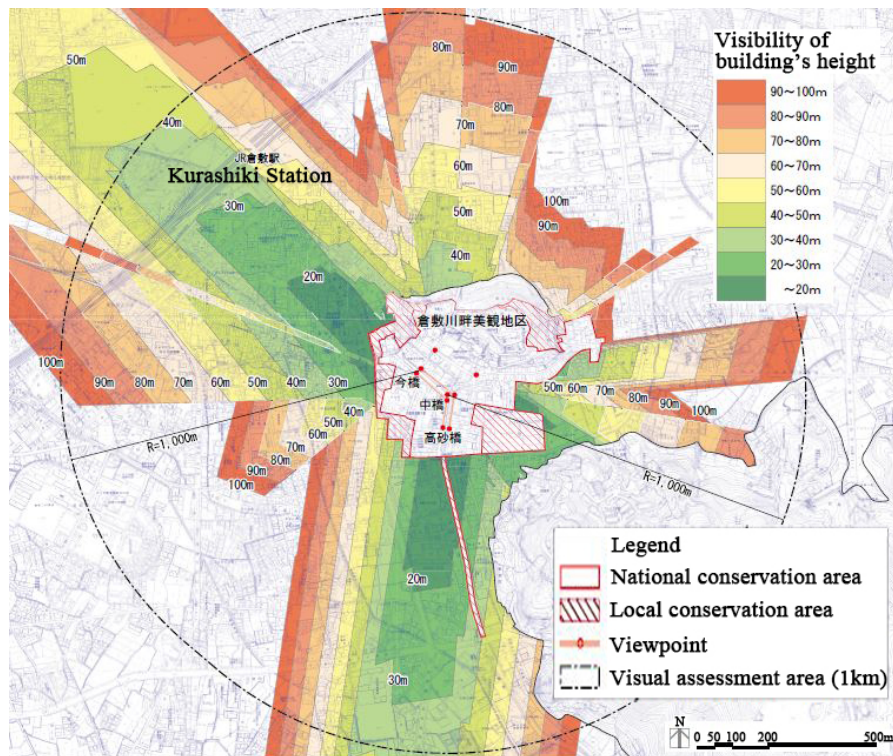 Visibility of
building's height
90～100m
80～90m
70～80m
60～70m
50～60m
40～50m
30～40m
20～30m
～20m
50m
40m
JR倉敷駅
Kurashiki Station
30m
20m
80m
90m
80m
70m
60m
50m
40m
100m
90m
倉敷川畔美観地区
今橋
中橋
高砂橋
100m
90m
80m
70m
60m
50m
40m
30m
40m
50m
60m
70m
80m
90m
100m
R=1,000m
50m
60m
70m
80m
90m
100m
R=1,000m
20m
30m
Legend
National conservation area
Local conservation area
Viewpoint
Visual assessment area (1km)
N
0 50 100 200 500m